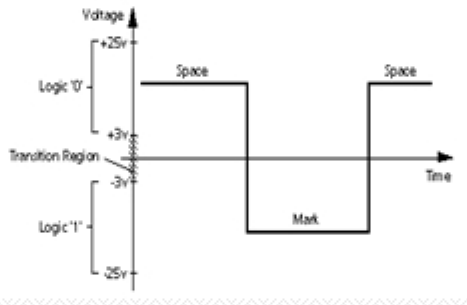 Voltage
+25v
Space
Space
Logic '0'
+3v
Transition Region
-3v
Time
Mark
Logic '1'
-25v